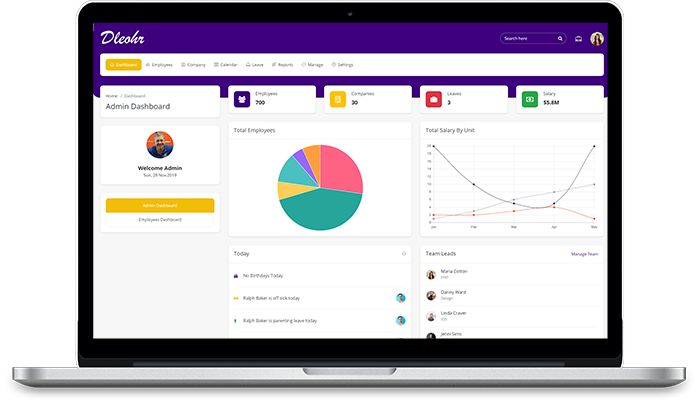 Dleohr
Search here
Dashboard Employees Company Calendar Leave Reports Manage Settings
Home / Dashboard
Admin Dashboard
Employees
700
Companies
30
Leaves
3
Salary
$5.8M
Welcome Admin
Sun, 29 Nov 2019
Admin Dashboard
Employees Dashboard
Total Employees
Total Salary By Unit
20
18
16
14
12
10
8
6
4
2
0
Jan Feb Mar Apr May
Today
No Birthdays Today
Ralph Baker is off sick today
Ralph Baker is parenting leave today
Team Leads
Manage Team
Maria Cotton
PHP
Danny Ward
Design
Linda Craver
IOS
Jenni Sims